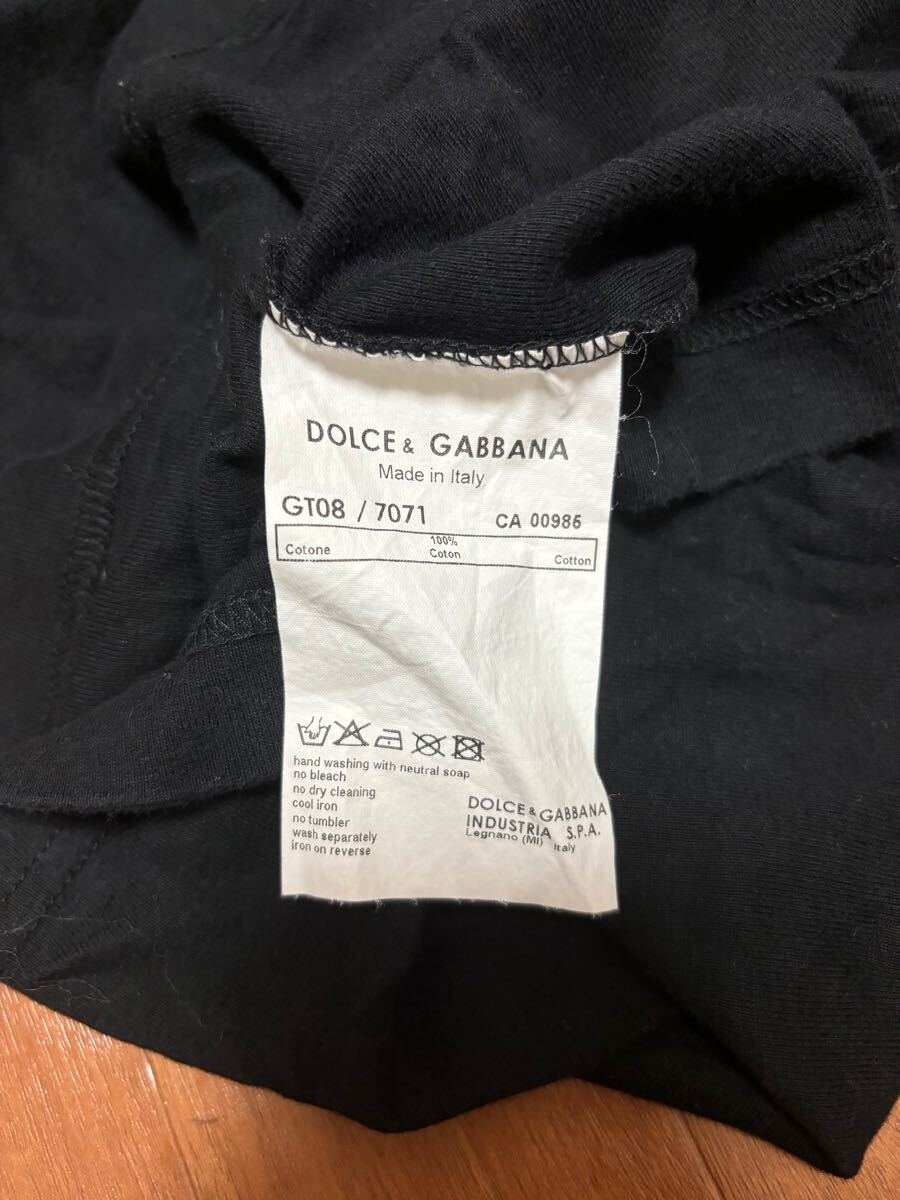 DOLCE & GABBANA
Made in Italy
GT08 / 7071 CA 00985
100%
Cotone Coton Cotton
hand washing with neutral soap
no bleach
no dry cleaning
cool iron
no tumbler
wash separately
iron on reverse
DOLCE & GABBANA
INDUSTRIA S.P.A.
Legnano (MI) Italy